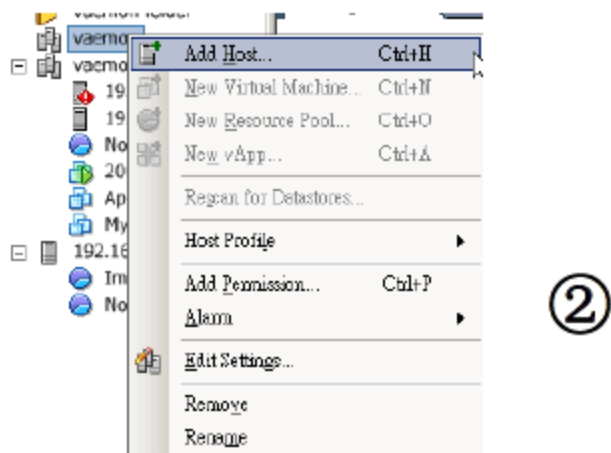 vaemo
Add Host... Ctrl+H
vaemo
19
New Virtual Machine... Ctrl+N
19
New Resource Pool... Ctrl+O
No
New vApp... Ctrl+A
20
Ap
Rescan for Datastores...
My
Host Profile
192.16
Im
Add Permission... Ctrl+P
No
Alarm
②
Edit Settings...
Remove
Rename